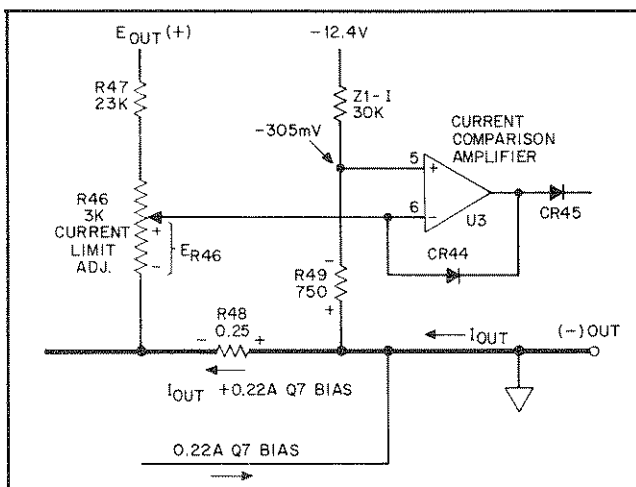 E OUT (+)
-12.4V
R47
23K
Z1-I
30K
CURRENT
COMPARISON
AMPLIFIER
-305mV
5
+
R46
3K
CURRENT
LIMIT
ADJ.
+
-
E R46
6
-
U3
CR45
CR44
R49
750
-
+
R48
0.25
-
+
I OUT
(-) OUT
I OUT +0.22A Q7 BIAS
0.22A Q7 BIAS